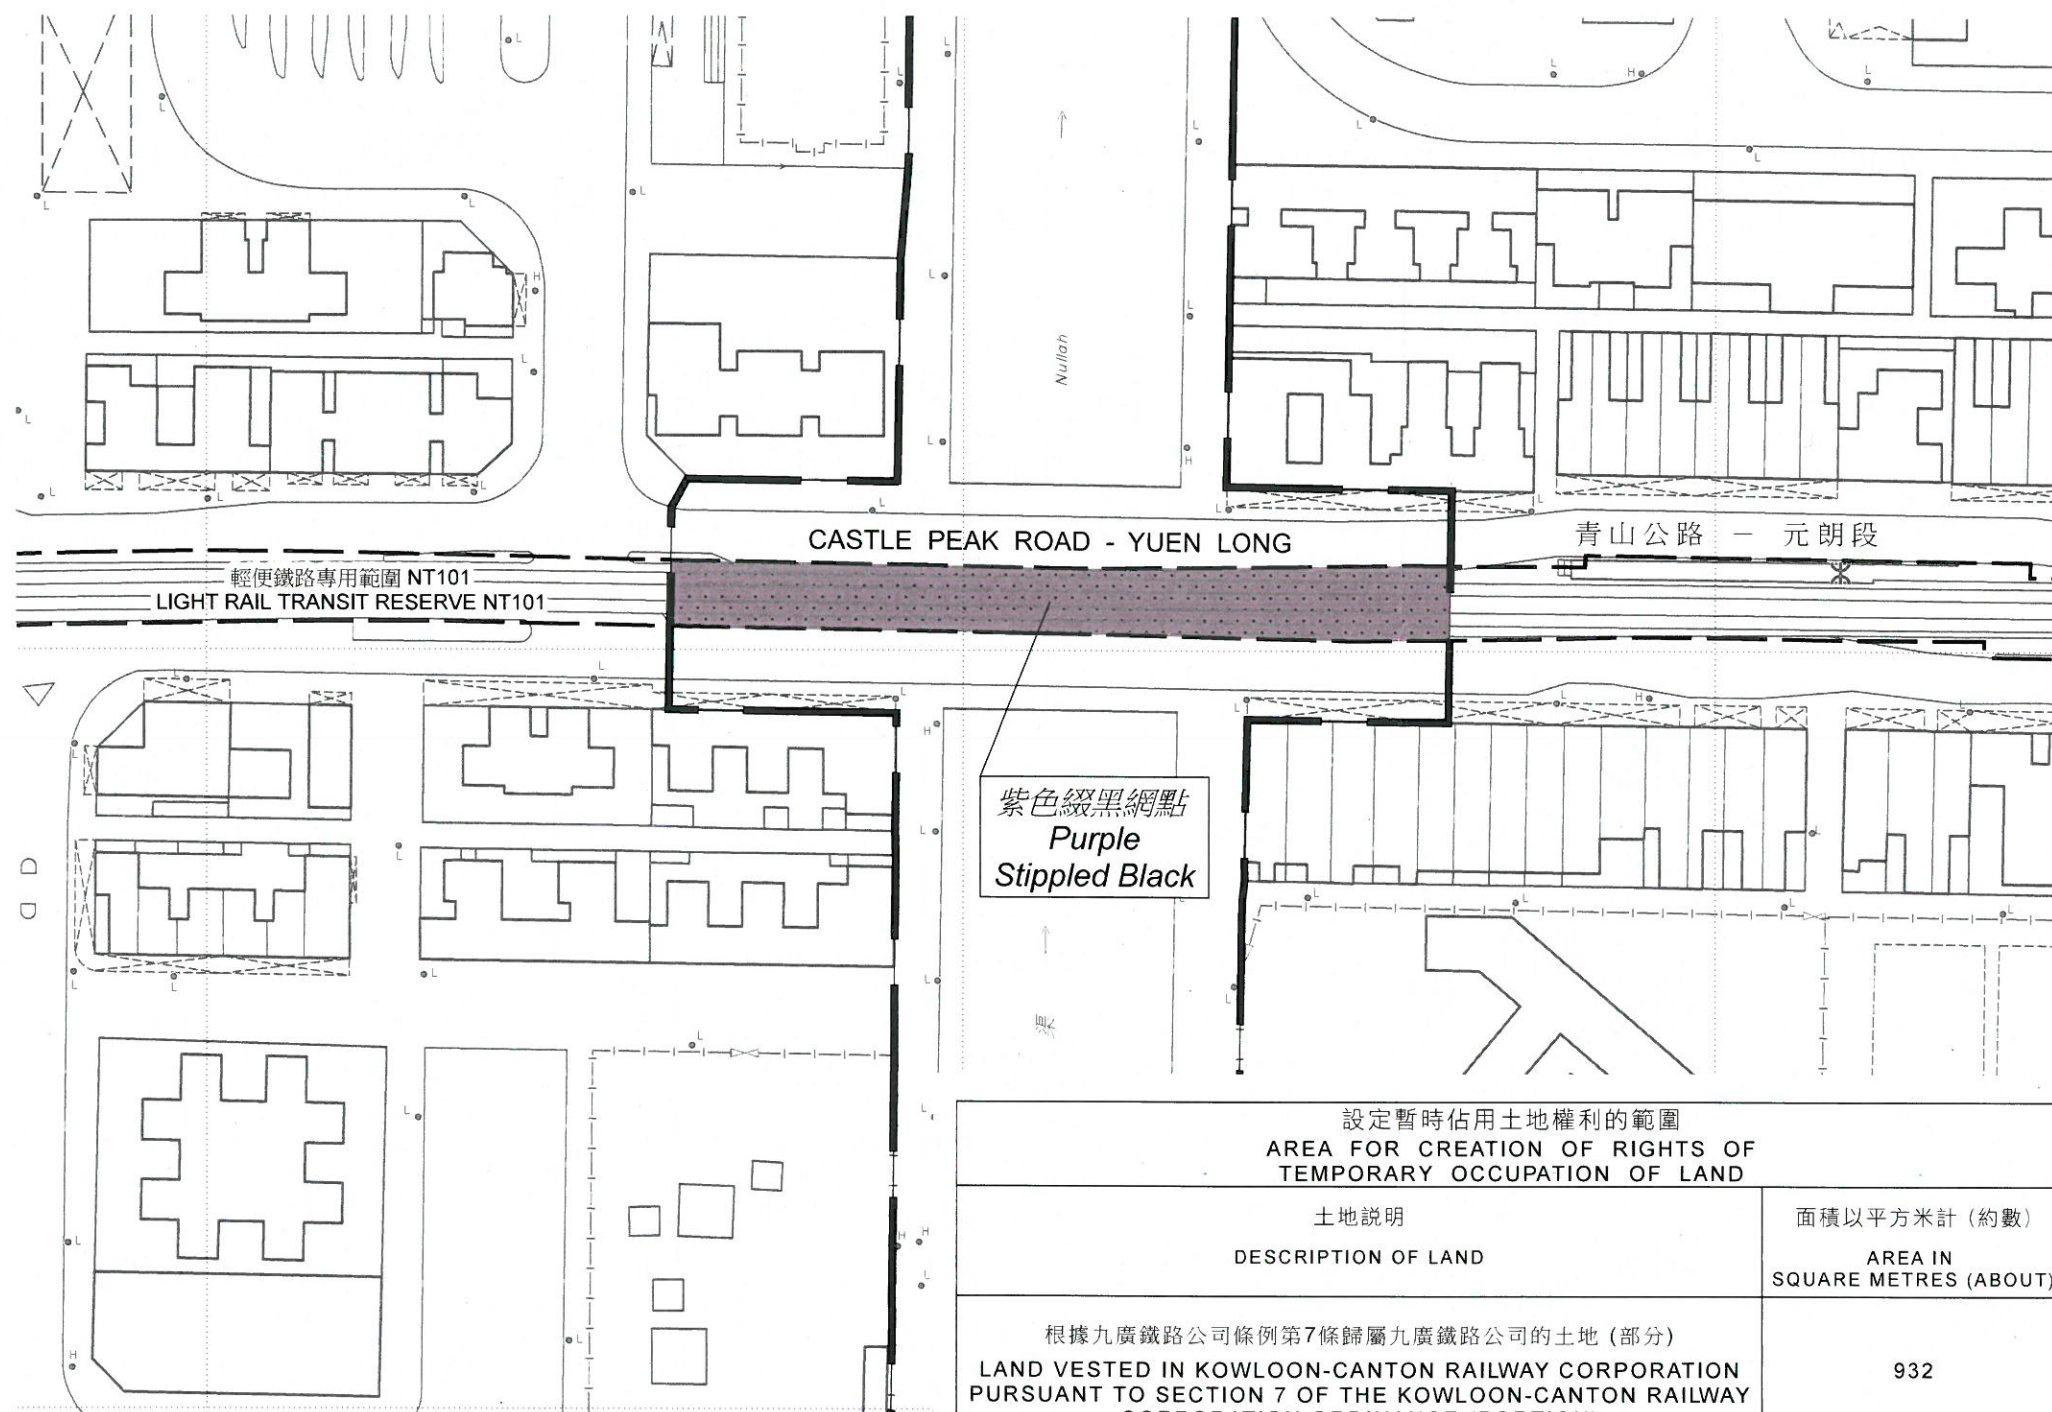 Nullah
CASTLE PEAK ROAD - YUEN LONG
青山公路 － 元朗段
輕便鐵路專用範圍 NT101
LIGHT RAIL TRANSIT RESERVE NT101
紫色綴黑網點
Purple
Stippled Black
渠
設定暫時佔用土地權利的範圍
AREA FOR CREATION OF RIGHTS OF
TEMPORARY OCCUPATION OF LAND
土地説明
DESCRIPTION OF LAND
面積以平方米計 (約數)
AREA IN
SQUARE METRES (ABOUT)
根據九廣鐵路公司條例第7條歸屬九廣鐵路公司的土地 (部分)
LAND VESTED IN KOWLOON-CANTON RAILWAY CORPORATION
PURSUANT TO SECTION 7 OF THE KOWLOON-CANTON RAILWAY
932